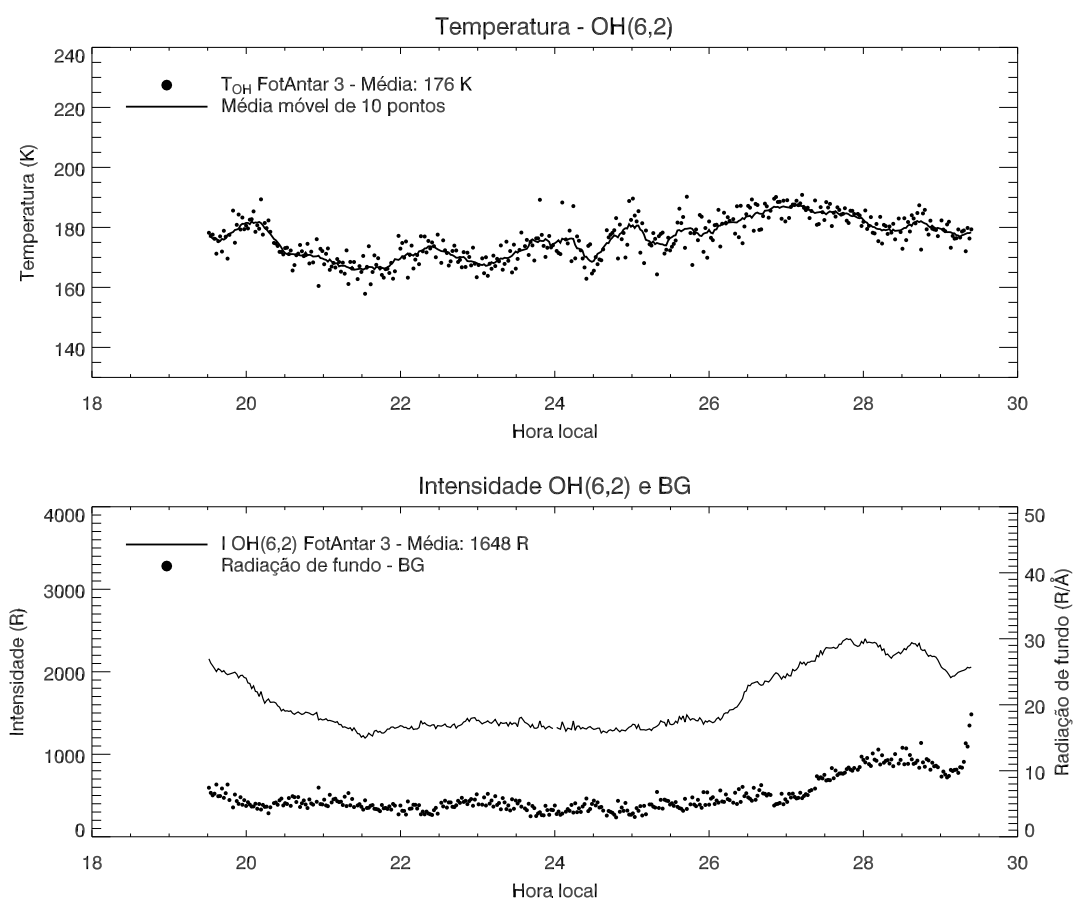 Temperatura - OH(6,2)
240
220
200
180
160
140
Temperatura (K)
T_OH FotAntar 3 - Média: 176 K
Média móvel de 10 pontos
18 20 22 24 26 28 30
Hora local
Intensidade OH(6,2) e BG
4000
3000
2000
1000
0
Intensidade (R)
I OH(6,2) FotAntar 3 - Média: 1648 R
Radiação de fundo - BG
50
40
30
20
10
0
Radiação de fundo (R/Å)
18 20 22 24 26 28 30
Hora local